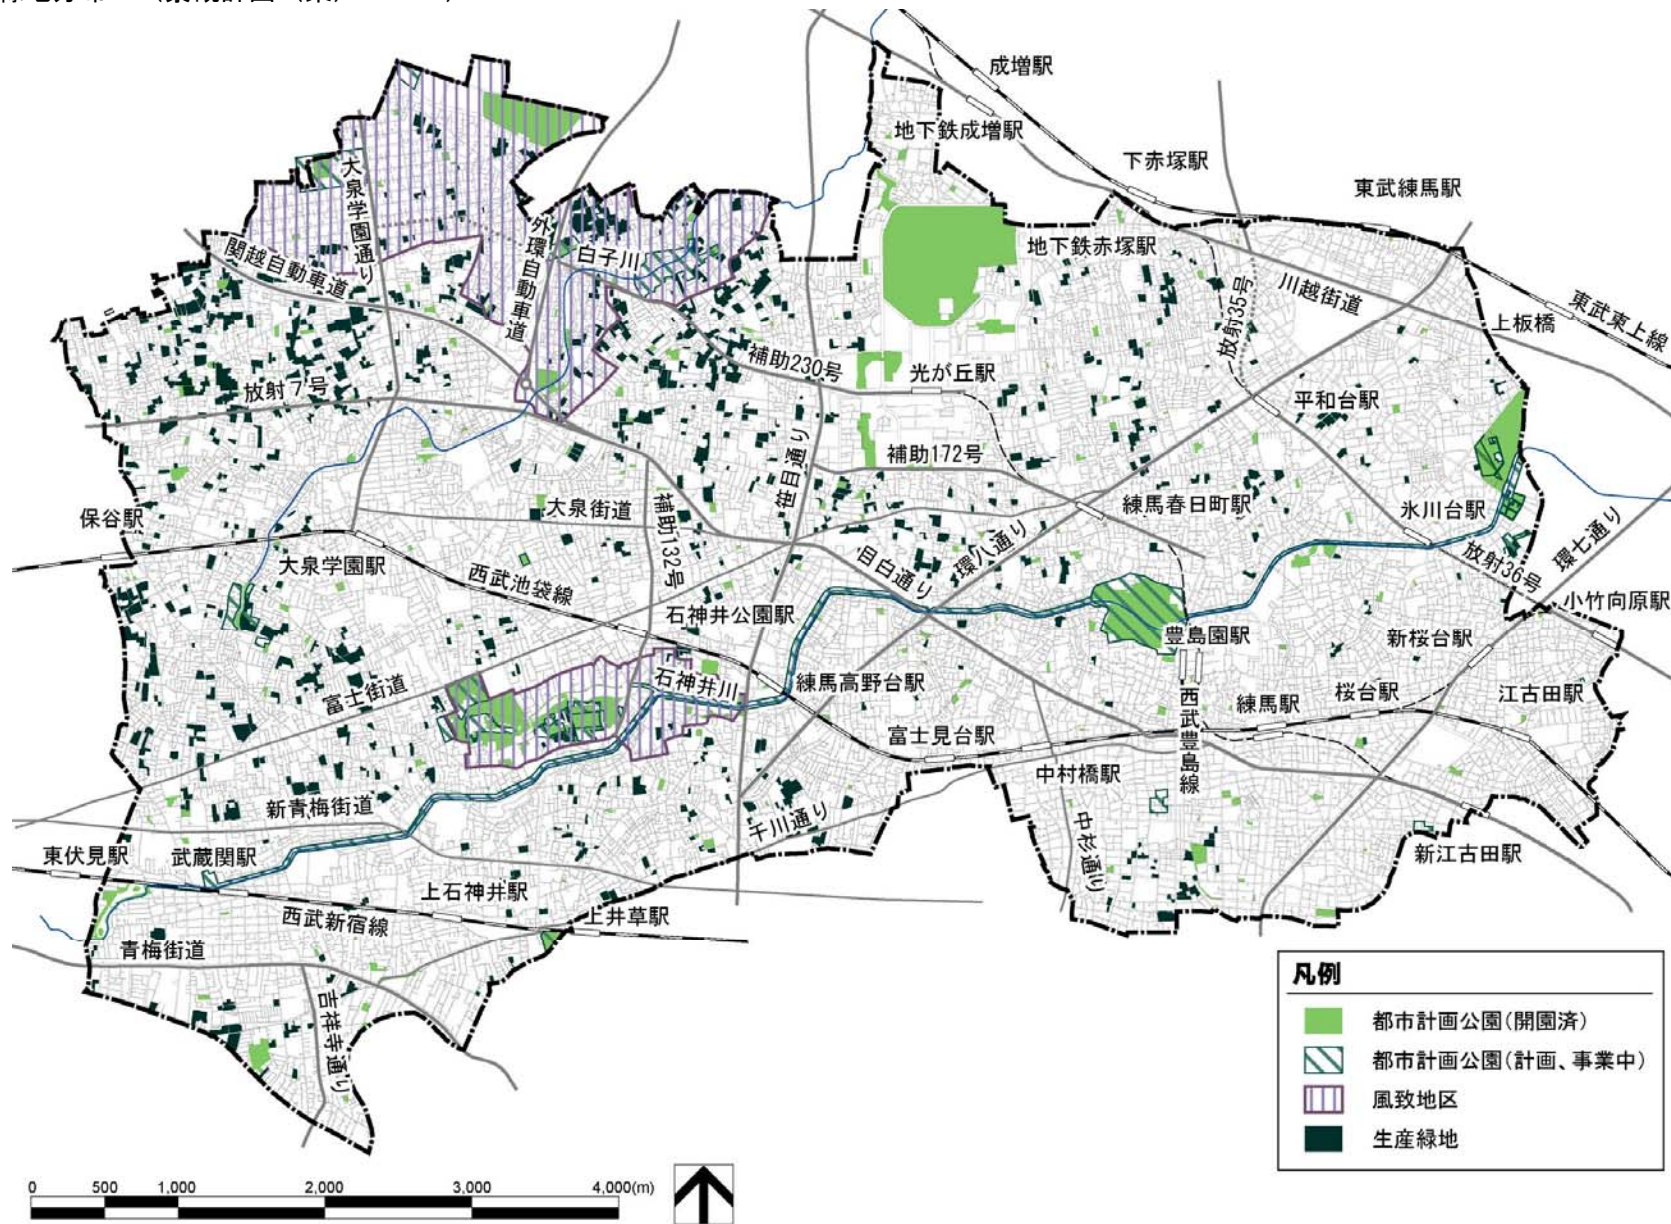 成増駅
地下鉄成増駅
下赤塚駅
東武練馬駅
大泉学園通り
外環自動車道
白子川
関越自動車道
地下鉄赤塚駅
放射35号
川越街道
上板橋
東武東上線
補助230号
光が丘駅
放射7号
平和台駅
笹目通り
補助172号
大泉街道
補助132号
練馬春日町駅
氷川台駅
保谷駅
大泉学園駅
西武池袋線
目白通り
環八通り
放射36号
環七通り
小竹向原駅
石神井公園駅
豊島園駅
新桜台駅
富士街道
石神井川
練馬高野台駅
西武豊島線
練馬駅
桜台駅
江古田駅
富士見台駅
中村橋駅
新青梅街道
千川通り
中杉通り
東伏見駅
武蔵関駅
新江古田駅
上石神井駅
西武新宿線
上井草駅
青梅街道
吉祥寺通り
凡例
都市計画公園(開園済)
都市計画公園(計画、事業中)
風致地区
生産緑地
0 500 1,000 2,000 3,000 4,000(m)